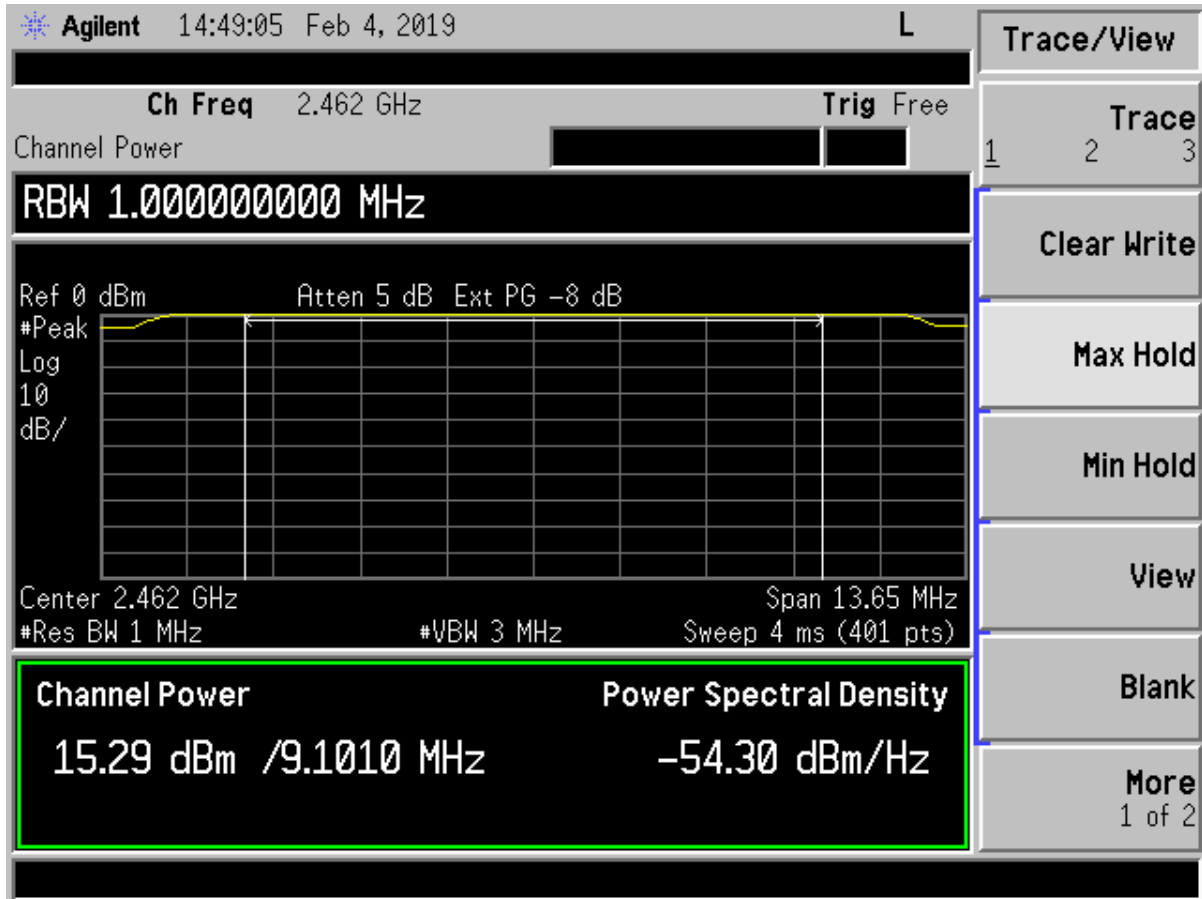 Agilent 14:49:05 Feb 4, 2019 L
Trace/View
Ch Freq 2.462 GHz Trig Free
Channel Power
Trace
1 2 3
RBW 1.000000000 MHz
Clear Write
Ref 0 dBm Atten 5 dB Ext PG -8 dB
#Peak
Log
10
dB/
Max Hold
Min Hold
View
Center 2.462 GHz Span 13.65 MHz
#Res BW 1 MHz #VBW 3 MHz Sweep 4 ms (401 pts)
Channel Power Power Spectral Density
15.29 dBm /9.1010 MHz -54.30 dBm/Hz
Blank
More
1 of 2